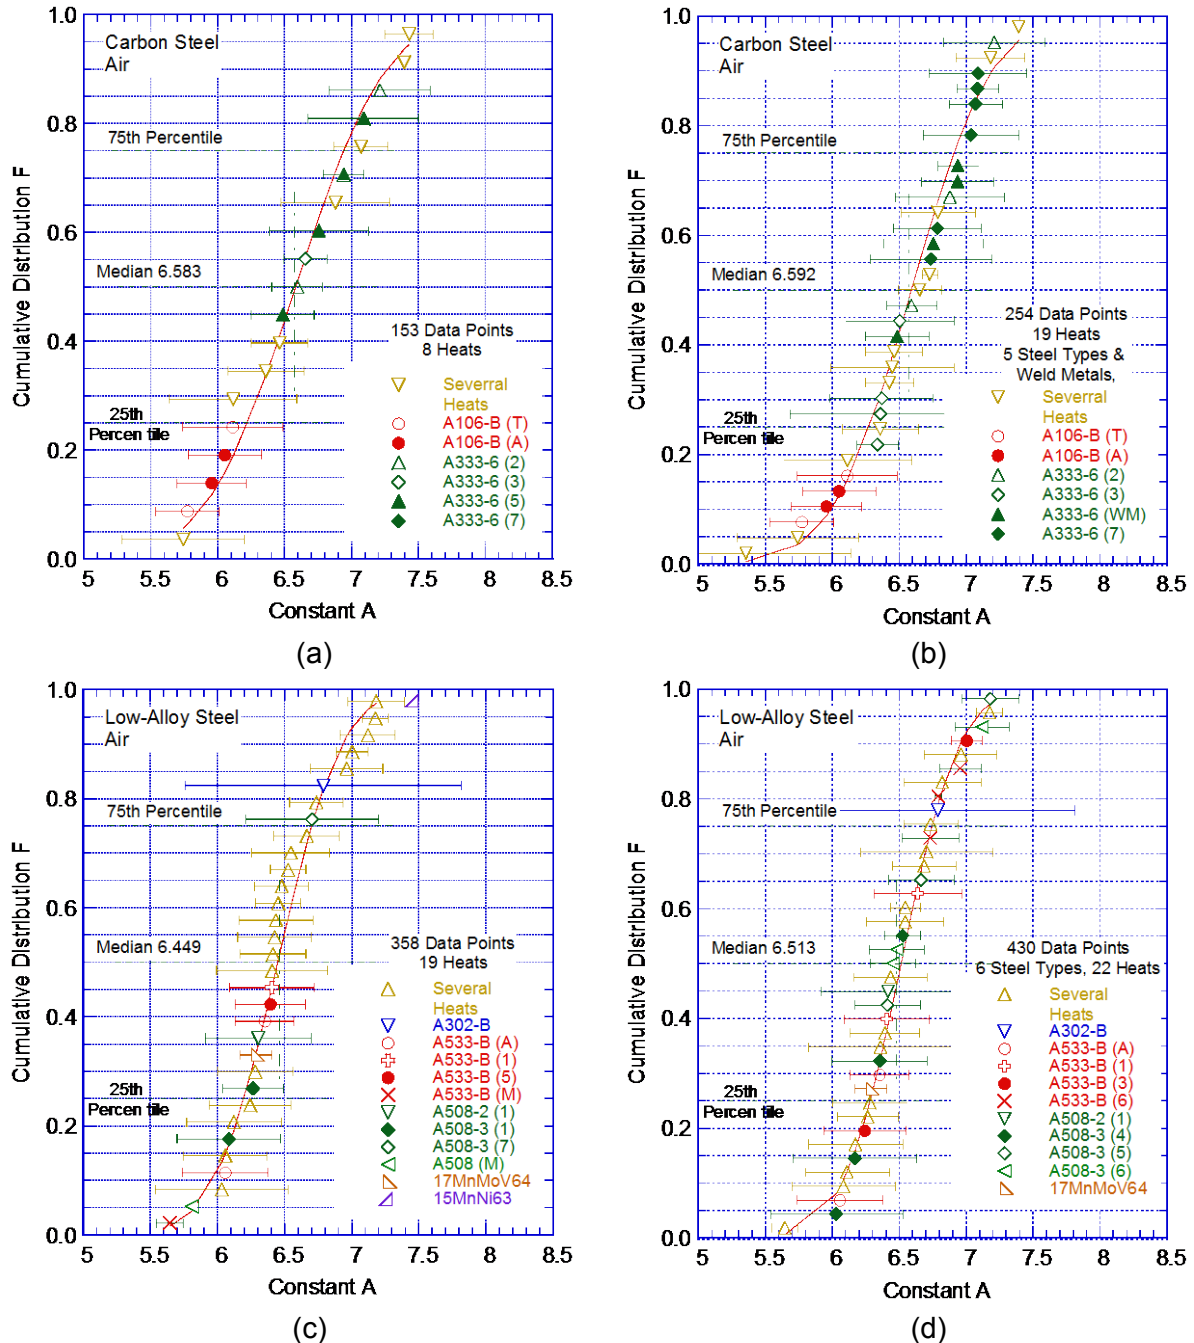 1.0
Carbon Steel
Air
0.8
75th Percentile
0.6
Median 6.583
153 Data Points
8 Heats
0.4
Severral
Heats
25th
Percen tile
A106-B (T)
A106-B (A)
0.2
A333-6 (2)
A333-6 (3)
A333-6 (5)
A333-6 (7)
0.0
5 5.5 6 6.5 7 7.5 8 8.5
Constant A
Cumulative Distribution F
(a)
1.0
Carbon Steel
Air
0.8
75th Percentile
0.6
Median 6.592
254 Data Points
19 Heats
5 Steel Types &
Weld Metals,
0.4
Severral
Heats
25th
Percen tile
A106-B (T)
A106-B (A)
0.2
A333-6 (2)
A333-6 (3)
A333-6 (WM)
A333-6 (7)
0.0
5 5.5 6 6.5 7 7.5 8 8.5
Constant A
Cumulative Distribution F
(b)
1.0
Low-Alloy Steel
Air
0.8
75th Percentile
0.6
Median 6.449
358 Data Points
19 Heats
0.4
Several
Heats
A302-B
A533-B (A)
A533-B (1)
A533-B (5)
A533-B (M)
25th
Percen tile
A508-2 (1)
A508-3 (1)
A508-3 (7)
A508 (M)
17MnMoV64
15MnNi63
0.2
0.0
5 5.5 6 6.5 7 7.5 8 8.5
Constant A
Cumulative Distribution F
(c)
1.0
Low-Alloy Steel
Air
0.8
75th Percentile
0.6
Median 6.513
430 Data Points
6 Steel Types, 22 Heats
0.4
Several
Heats
A302-B
A533-B (A)
A533-B (1)
A533-B (3)
A533-B (6)
25th
Percen tile
A508-2 (1)
A508-3 (4)
A508-3 (5)
A508-3 (6)
17MnMoV64
0.2
0.0
5 5.5 6 6.5 7 7.5 8 8.5
Constant A
Cumulative Distribution F
(d)